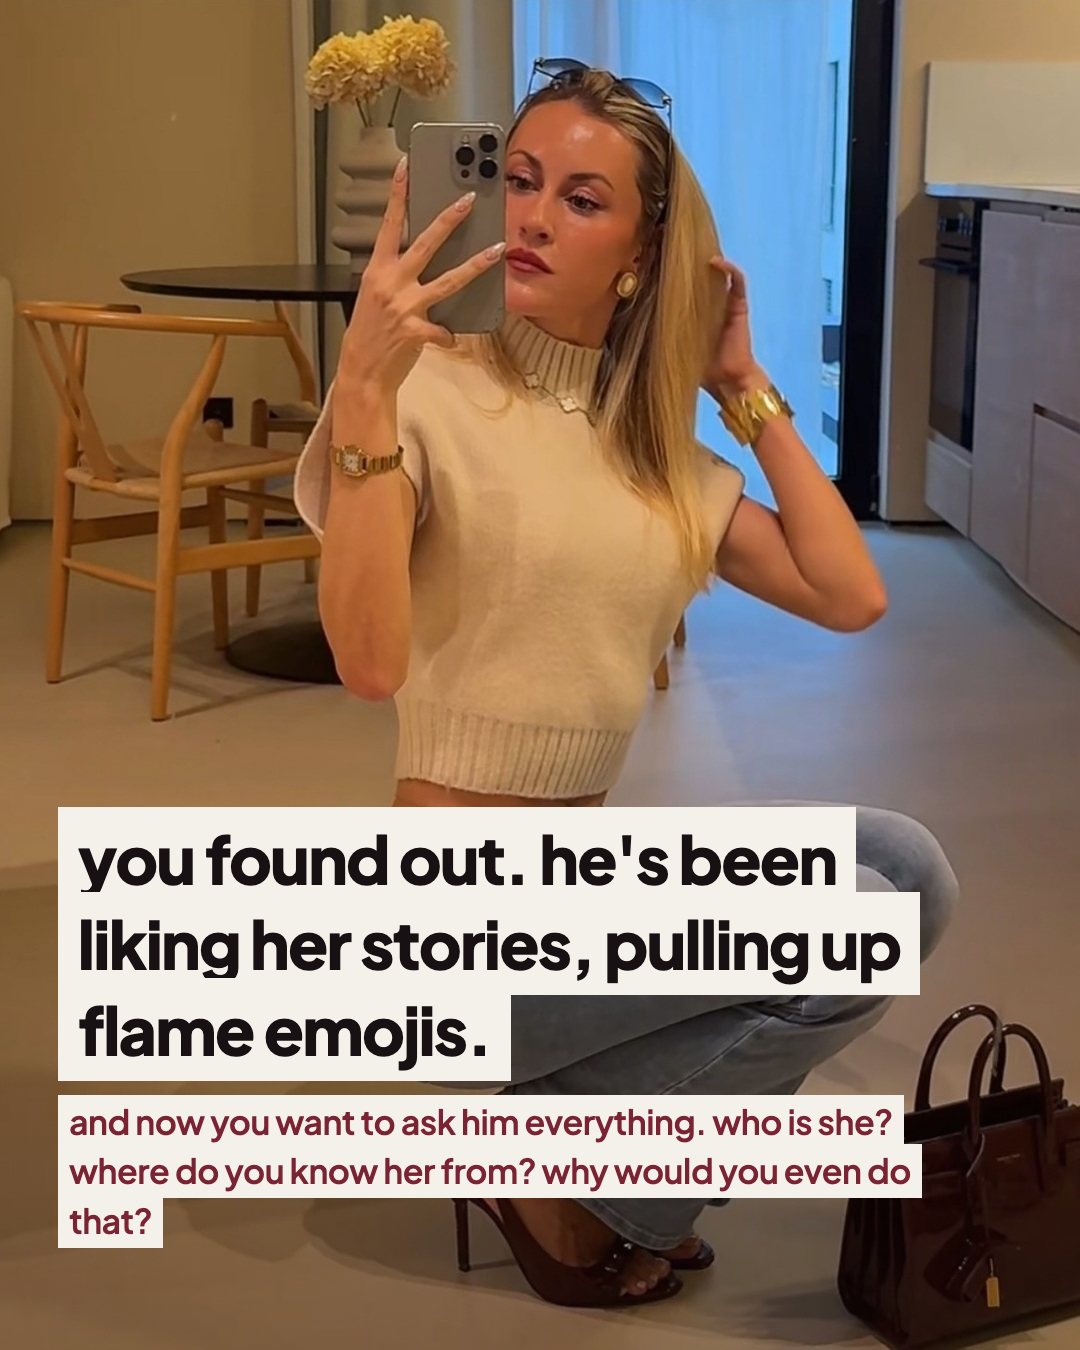 you found out. he's been
liking her stories, pulling up
flame emojis.
and now you want to ask him everything. who is she?
where do you know her from? why would you even do
that?